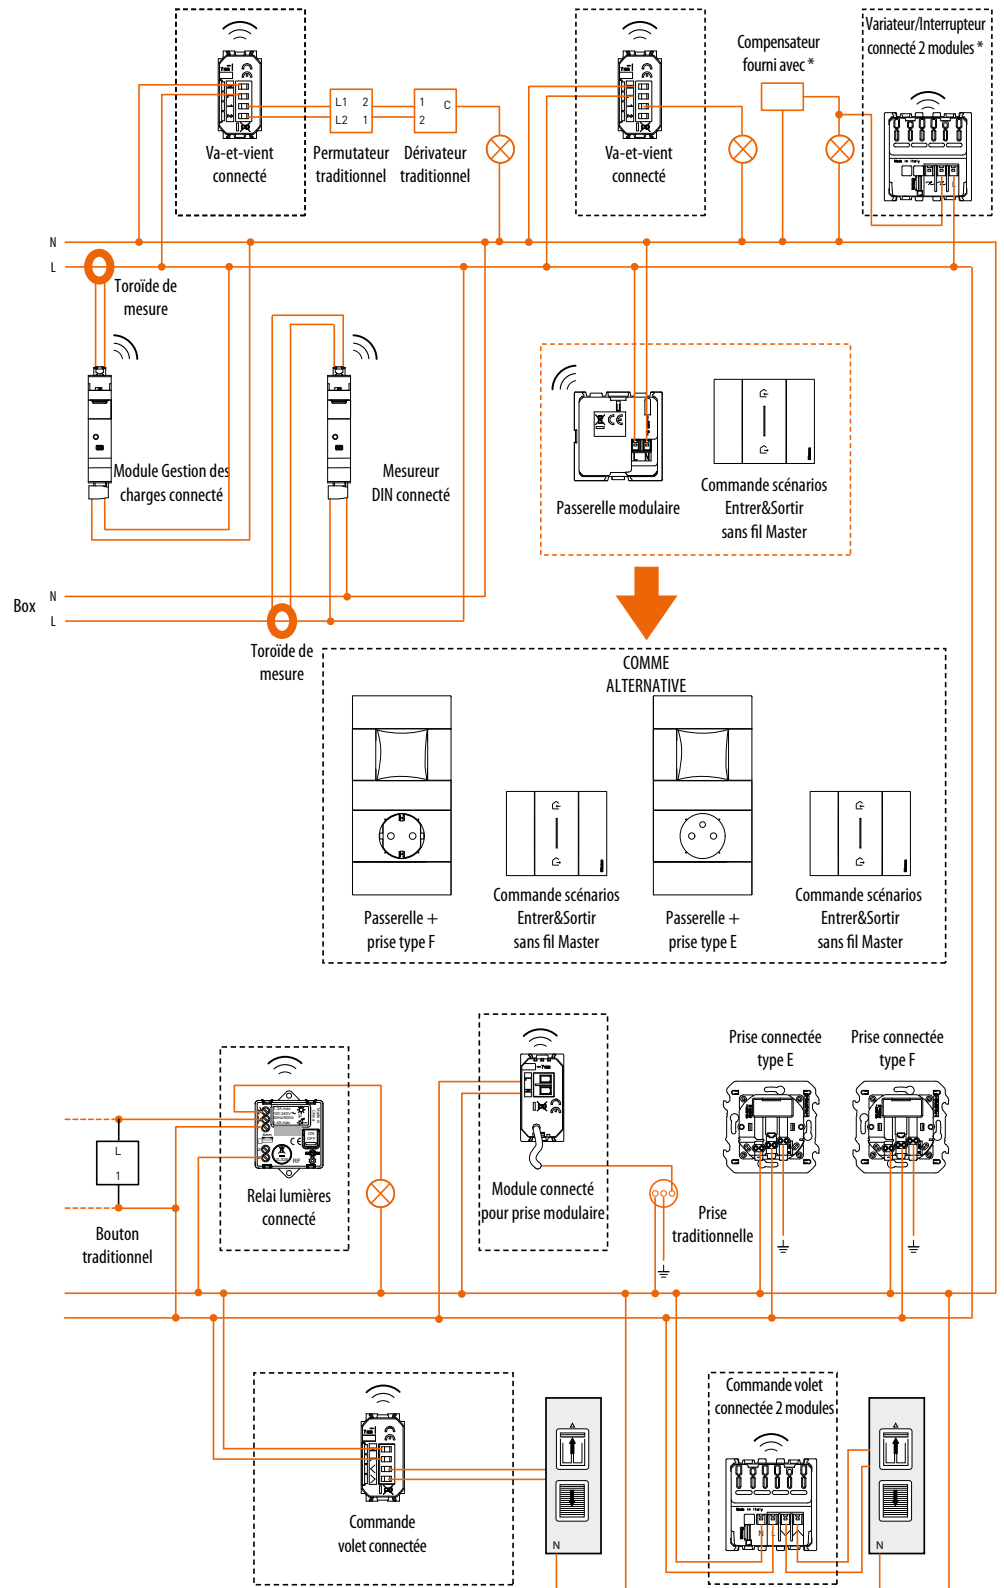 Variateur/Interrupteur
connecté 2 modules *
Compensateur
fourni avec *
L1 2
L2 1
1 C
2
Va-et-vient
connecté
Permutateur
traditionnel
Dérivateur
traditionnel
Va-et-vient
connecté
N
L
Toroïde de
mesure
Module Gestion des
charges connecté
Mesureur
DIN connecté
L N
Passerelle modulaire
Commande scénarios
Entrer&Sortir
sans fil Master
Box
N
L
Toroïde de
mesure
COMME
ALTERNATIVE
Passerelle +
prise type F
Commande scénarios
Entrer&Sortir
sans fil Master
Passerelle +
prise type E
Commande scénarios
Entrer&Sortir
sans fil Master
Prise connectée
type E
Prise connectée
type F
L
1
Bouton
traditionnel
RF
Relai lumières
connecté
Module connecté
pour prise modulaire
Prise
traditionnelle
Commande volet
connectée 2 modules
Commande
volet connectée
N
Made in Italy
N L
N